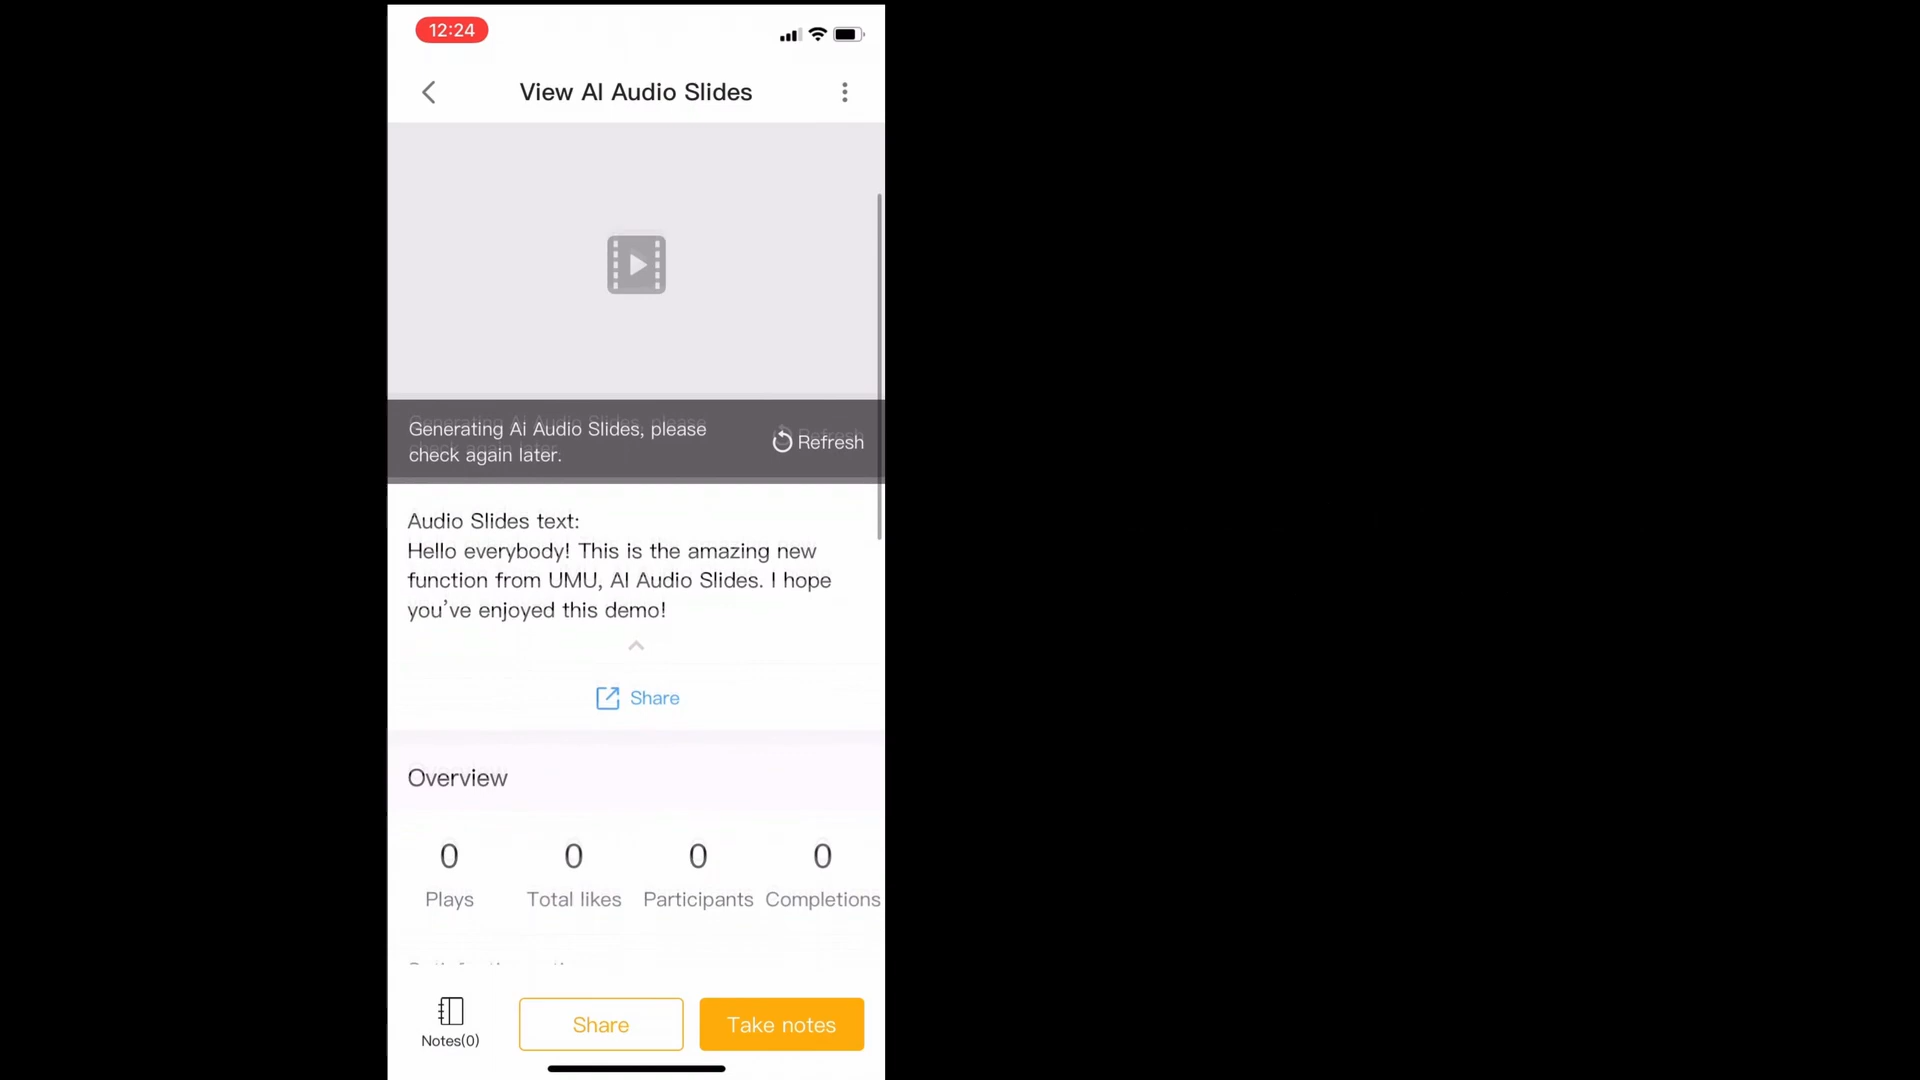 12:24
View AI Audio Slides
Generating Ai Audio Slides, please
check again later.
Refresh
Audio Slides text:
Hello everybody! This is the amazing new
function from UMU, AI Audio Slides. I hope
you've enjoyed this demo!
Share
Overview
0 0 0 0
Plays Total likes Participants Completions
Notes(0)
Share
Take notes